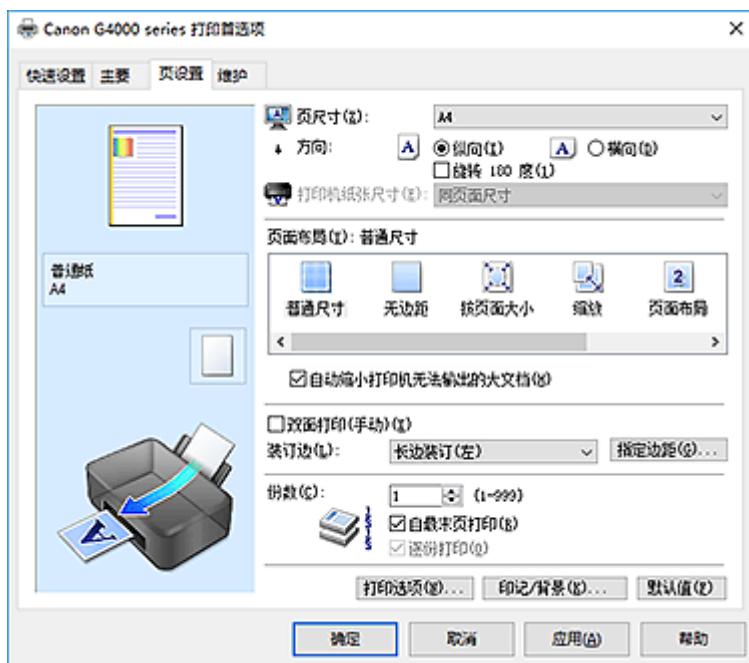 Canon G4000 series 打印首选项
快速设置 主要 页设置 维护
页尺寸(Z): A4
方向: A 纵向(I) A 横向(D)
旋转 180 度(1)
打印机纸张尺寸(E): 同页面尺寸
页面布局(Y): 普通尺寸
普通纸
A4
普通尺寸 无边距 按页面大小 缩放 页面布局
自动缩小打印机无法输出的大文档(W)
双面打印(手动)(X)
装订边(L): 长边装订(左) 指定边距(G)...
份数(C): 1 (1-999)
自最末页打印(R)
逐份打印(O)
打印选项(N)... 印记/背景(K)... 默认值(F)
确定 取消 应用(A) 帮助